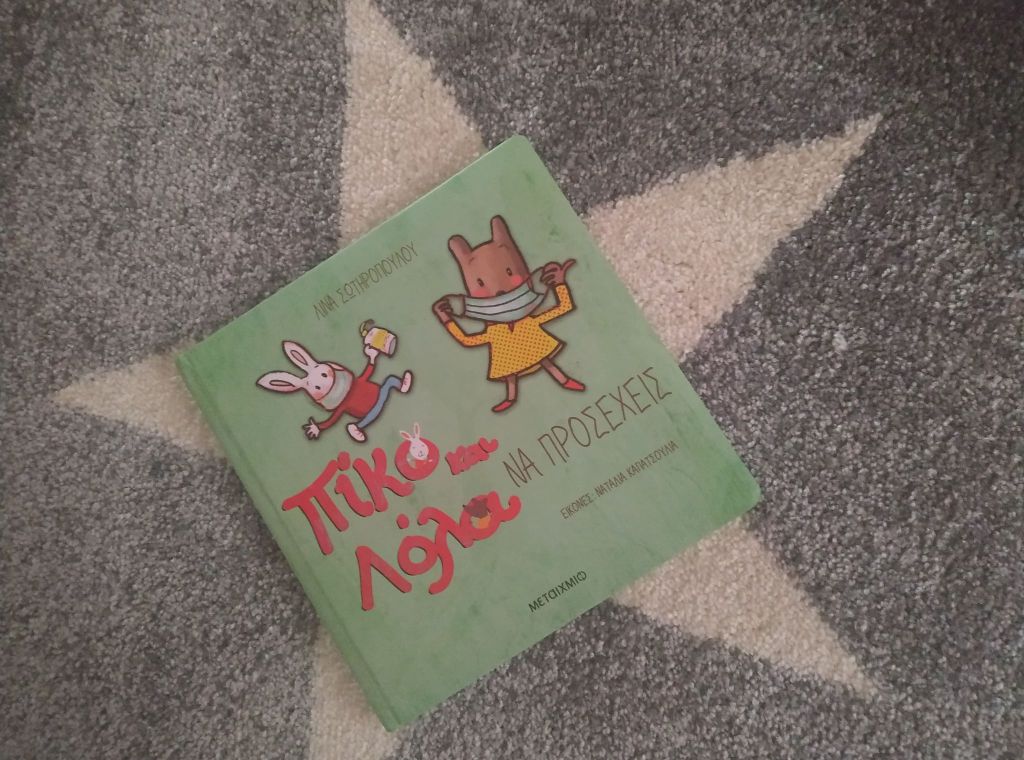 ΛΙΝΑ ΣΩΤΗΡΟΠΟΥΛΟΥ
Πίκο και
Λόλα
ΝΑ ΠΡΟΣΕΧΕΙΣ
ΕΙΚΟΝΕΣ: ΝΑΤΑΛΙΑ ΚΑΠΑΤΣΟΥΛΙΑ
ΜΕΤΑΙΧΜΙΟ